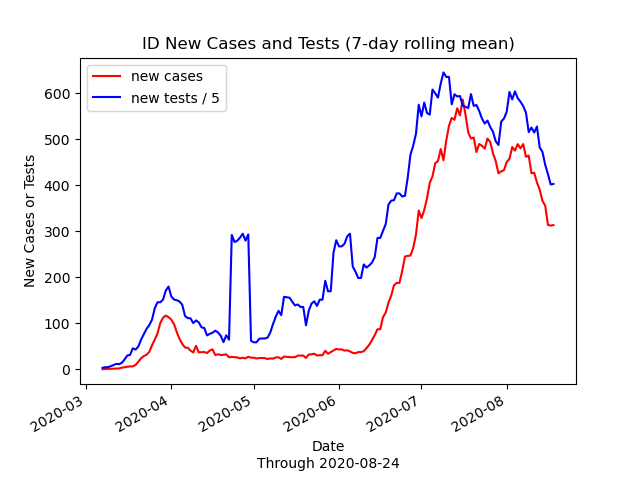 ID New Cases and Tests (7-day rolling mean)
new cases
new tests / 5
New Cases or Tests
600
500
400
300
200
100
0
2020-03
2020-04
2020-05
2020-06
2020-07
2020-08
Date
Through 2020-08-24